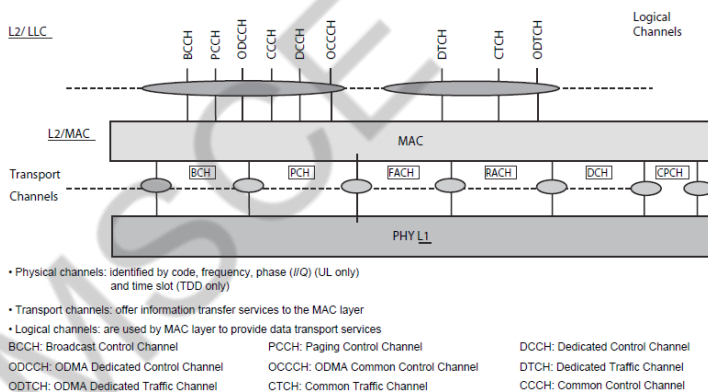 L2/ LLC
BCCH
PCCH
ODCCH
CCCH
DCCH
OCCCH
DTCH
CTCH
ODTCH
Logical
Channels
L2/MAC
MAC
Transport
Channels
BCH
PCH
FACH
RACH
DCH
CPCH
PHY L1
• Physical channels: identified by code, frequency, phase (I/Q) (UL only)
and time slot (TDD only)
• Transport channels: offer information transfer services to the MAC layer
• Logical channels: are used by MAC layer to provide data transport services
BCCH: Broadcast Control Channel PCCH: Paging Control Channel DCCH: Dedicated Control Channel
ODCCH: ODMA Dedicated Control Channel OCCCH: ODMA Common Control Channel DTCH: Dedicated Traffic Channel
ODTCH: ODMA Dedicated Traffic Channel CTCH: Common Traffic Channel CCCH: Common Control Channel
MSCE